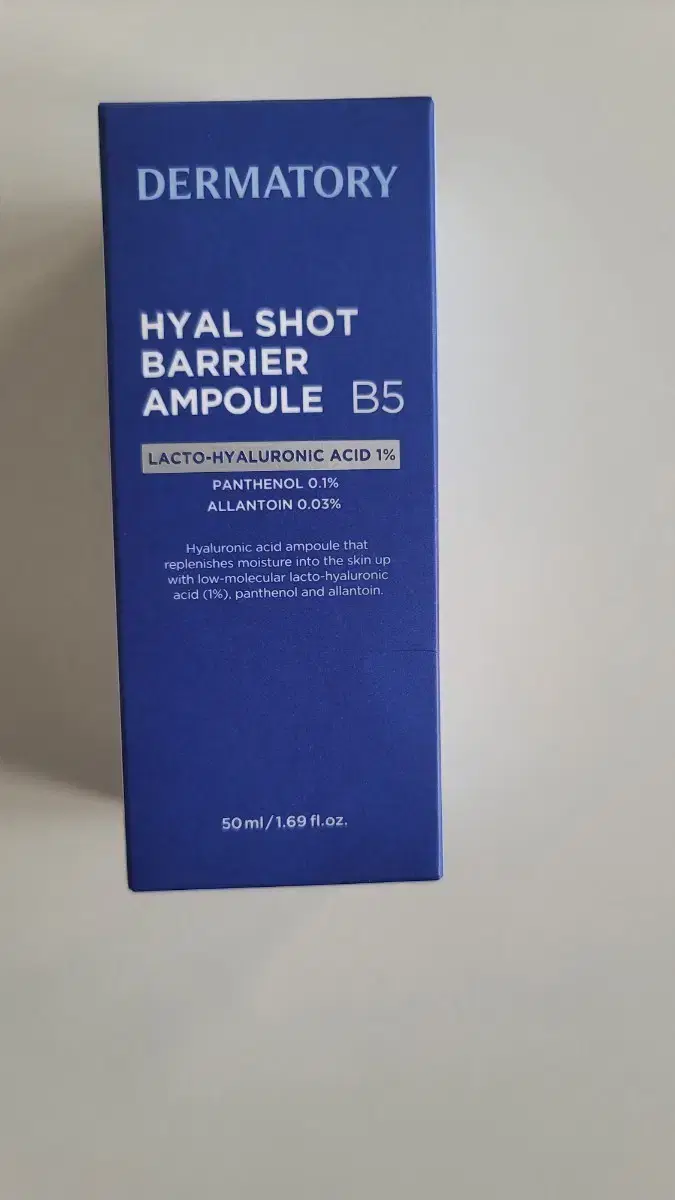 DERMATORY
HYAL SHOT
BARRIER
AMPOULE B5
LACTO-HYALURONIC ACID 1%
PANTHENOL 0.1%
ALLANTOIN 0.03%
Hyaluronic acid ampoule that
replenishes moisture into the skin up
with low-molecular lacto-hyaluronic
acid (1%), panthenol and allantoin.
50ml/1.69 fl.oz.